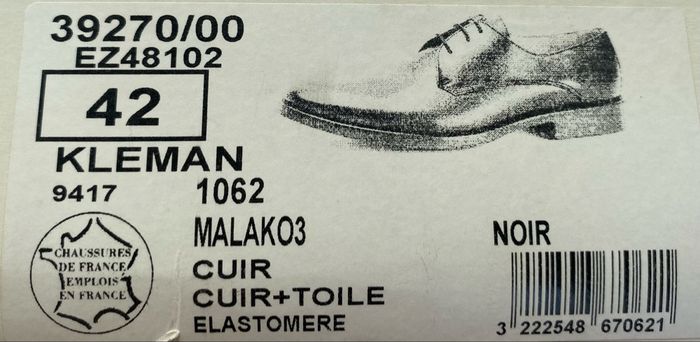 39270/00
EZ48102
42
KLEMAN
9417 1062
MALAKO3 NOIR
CUIR
CUIR+TOILE
ELASTOMERE
CHAUSSURES
DE FRANCE
EMPLOIS
EN FRANCE
3 222548 670621